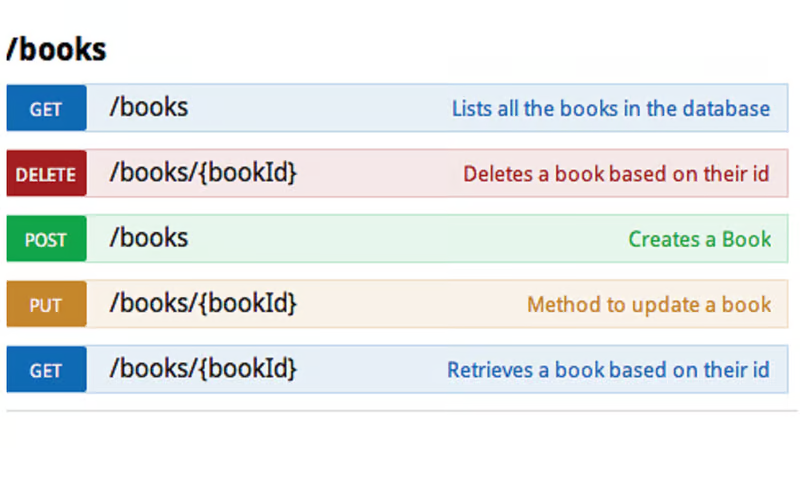 /books
GET /books Lists all the books in the database
DELETE /books/{bookId} Deletes a book based on their id
POST /books Creates a Book
PUT /books/{bookId} Method to update a book
GET /books/{bookId} Retrieves a book based on their id